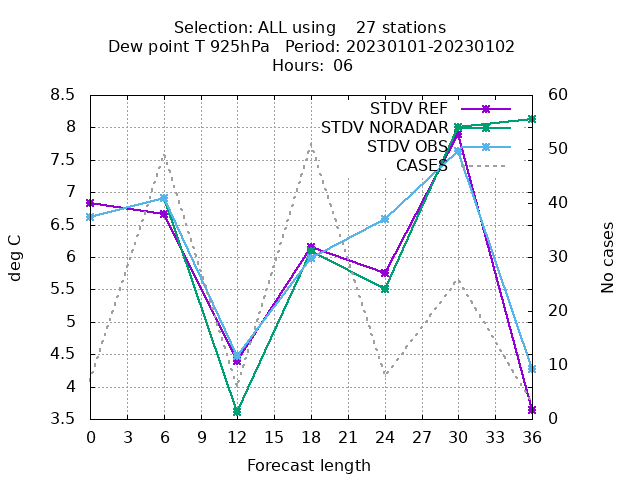 Selection: ALL using    27 stations
Dew point T 925hPa   Period: 20230101-20230102
Hours:  06
8.5
8
7.5
7
6.5
6
5.5
5
4.5
4
3.5
deg C
STDV REF
STDV NORADAR
STDV OBS
CASES
60
50
40
30
20
10
0
No cases
0 3 6 9 12 15 18 21 24 27 30 33 36
Forecast length